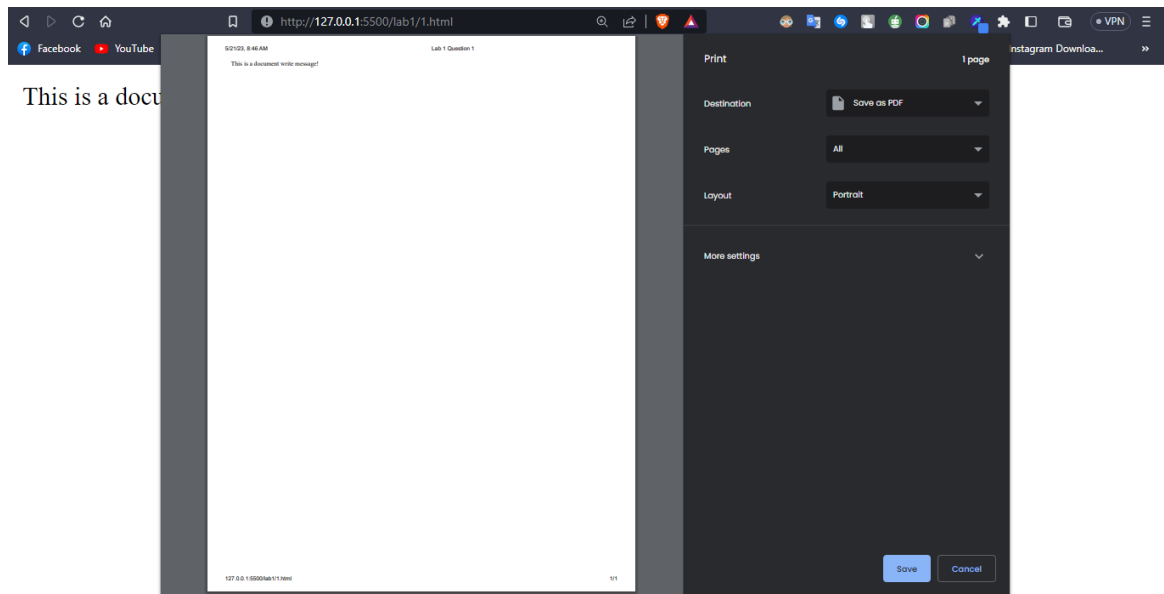 http://127.0.0.1:5500/lab1/1.html
VPN
Facebook YouTube
nstagram Downloa...
»
This is a docu
5/21/23, 8:46 AM Lab 1 Question 1
This is a document write message!
127.0.0.1:5500/lab1/1.html 1/1
Print 1 page
Destination Save as PDF
Pages All
Layout Portrait
More settings
Save Cancel